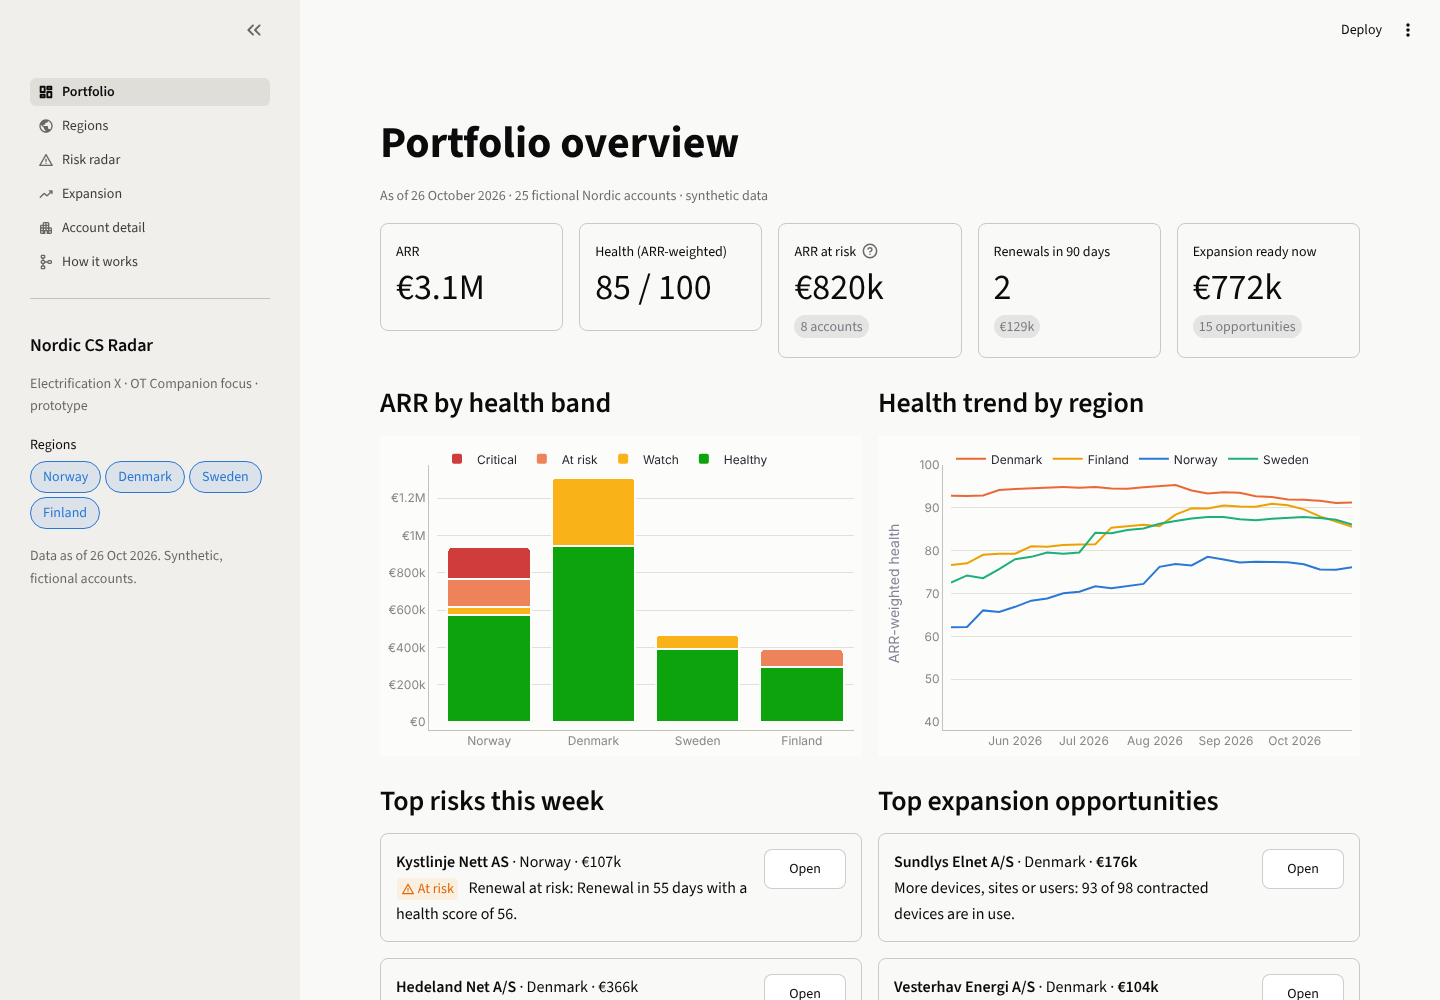 Deploy
Portfolio
Regions
Risk radar
Expansion
Account detail
How it works
Nordic CS Radar
Electrification X · OT Companion focus ·
prototype
Regions
Norway
Denmark
Sweden
Finland
Data as of 26 Oct 2026. Synthetic,
fictional accounts.
Portfolio overview
As of 26 October 2026 · 25 fictional Nordic accounts · synthetic data
ARR
€3.1M
Health (ARR-weighted)
85 / 100
ARR at risk
€820k
8 accounts
Renewals in 90 days
2
€129k
Expansion ready now
€772k
15 opportunities
ARR by health band
Critical At risk Watch Healthy
€1.2M
€1M
€800k
€600k
€400k
€200k
€0
Norway Denmark Sweden Finland
Health trend by region
Denmark Finland Norway Sweden
100
90
80
70
60
50
40
ARR-weighted health
Jun 2026 Jul 2026 Aug 2026 Sep 2026 Oct 2026
Top risks this week
Kystlinje Nett AS · Norway · €107k
At risk Renewal at risk: Renewal in 55 days with a
health score of 56.
Open
Hedeland Net A/S · Denmark · €366k
Open
Top expansion opportunities
Sundlys Elnet A/S · Denmark · €176k
More devices, sites or users: 93 of 98 contracted
devices are in use.
Open
Vesterhav Energi A/S · Denmark · €104k
Open